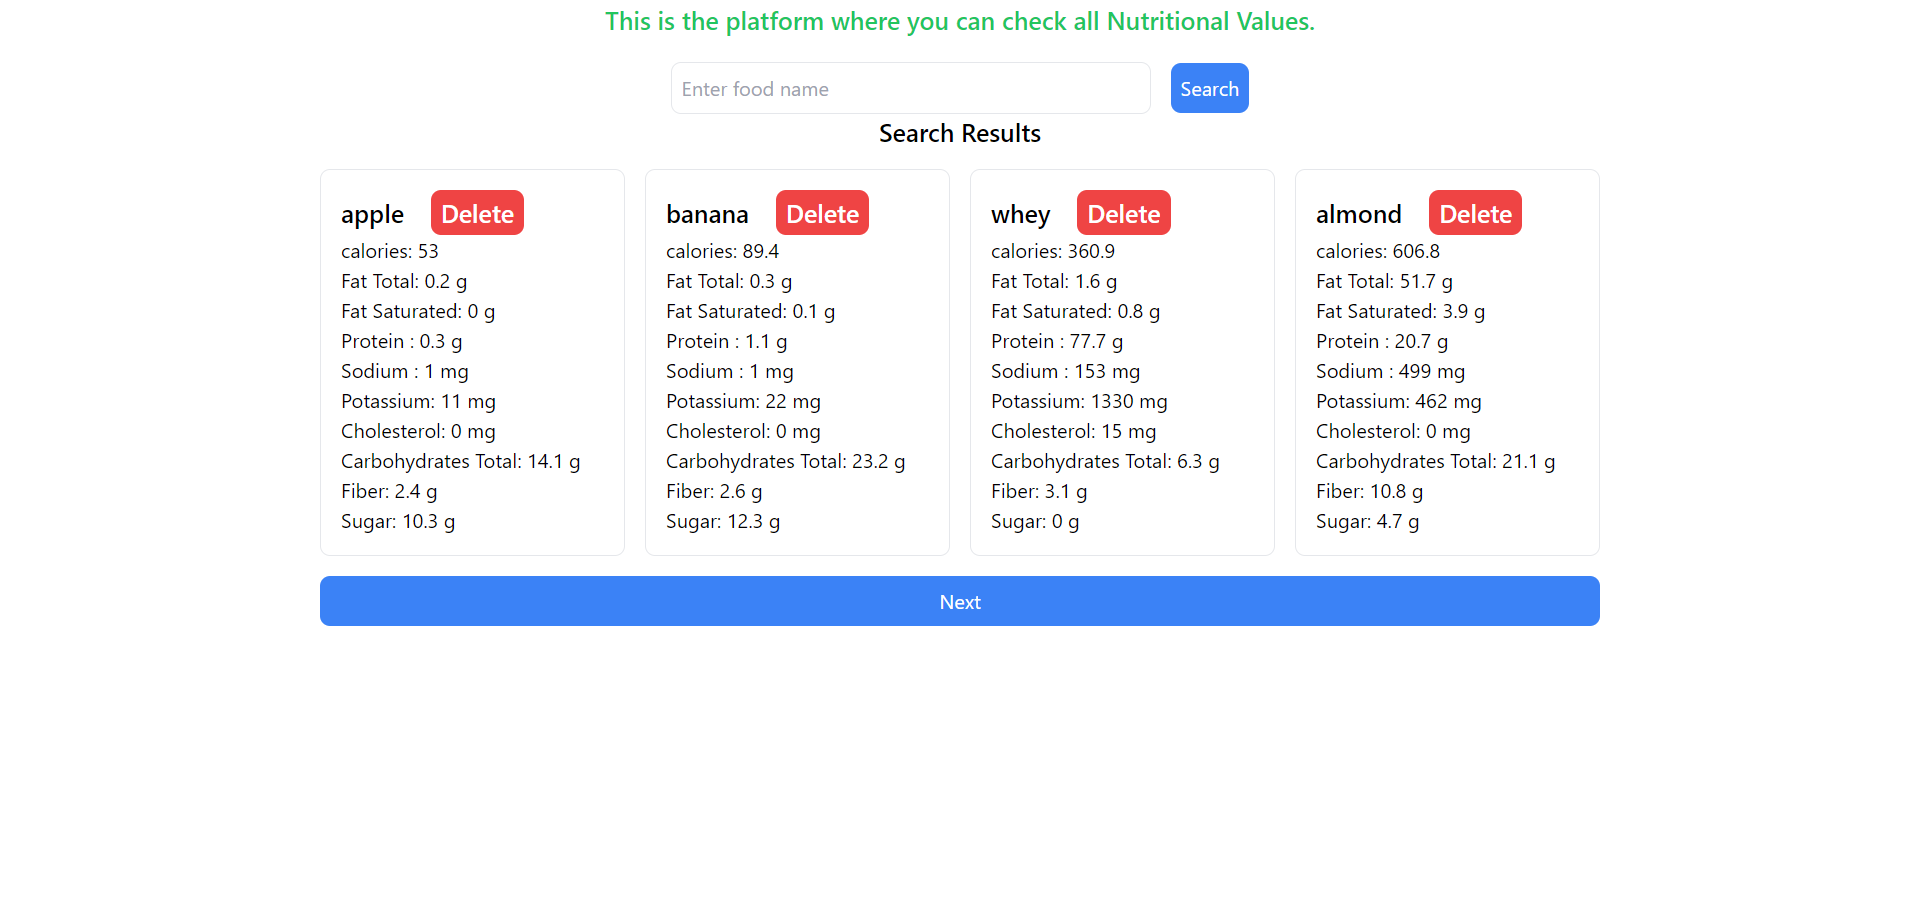 This is the platform where you can check all Nutritional Values.
Enter food name
Search
Search Results
apple
Delete
calories: 53
Fat Total: 0.2 g
Fat Saturated: 0 g
Protein : 0.3 g
Sodium : 1 mg
Potassium: 11 mg
Cholesterol: 0 mg
Carbohydrates Total: 14.1 g
Fiber: 2.4 g
Sugar: 10.3 g
banana
Delete
calories: 89.4
Fat Total: 0.3 g
Fat Saturated: 0.1 g
Protein : 1.1 g
Sodium : 1 mg
Potassium: 22 mg
Cholesterol: 0 mg
Carbohydrates Total: 23.2 g
Fiber: 2.6 g
Sugar: 12.3 g
whey
Delete
calories: 360.9
Fat Total: 1.6 g
Fat Saturated: 0.8 g
Protein : 77.7 g
Sodium : 153 mg
Potassium: 1330 mg
Cholesterol: 15 mg
Carbohydrates Total: 6.3 g
Fiber: 3.1 g
Sugar: 0 g
almond
Delete
calories: 606.8
Fat Total: 51.7 g
Fat Saturated: 3.9 g
Protein : 20.7 g
Sodium : 499 mg
Potassium: 462 mg
Cholesterol: 0 mg
Carbohydrates Total: 21.1 g
Fiber: 10.8 g
Sugar: 4.7 g
Next